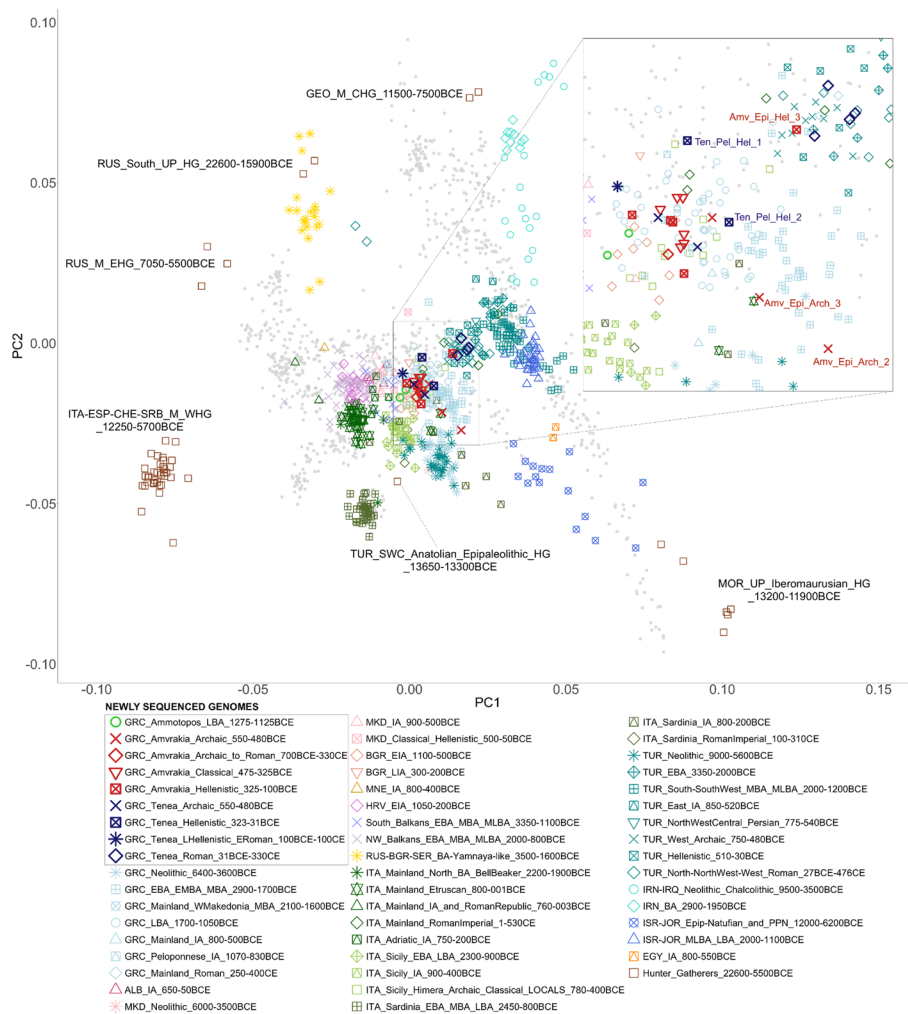 0.10
GEO_M_CHG_11500-7500BCE
Amv_Epi_Hel_3
Ten_Pel_Hel_1
RUS_South_UP_HG_22600-15900BCE
0.05
Ten_Pel_Hel_2
RUS_M_EHG_7050-5500BCE
Amv_Epi_Arch_3
PC2
0.00
Amv_Epi_Arch_2
ITA-ESP-CHE-SRB_M_WHG
_12250-5700BCE
-0.05
TUR_SWC_Anatolian_Epipaleolithic_HG
_13650-13300BCE
MOR_UP_Iberomaurusian_HG
_13200-11900BCE
-0.10
-0.10
-0.05
0.00
0.05
0.10
0.15
PC1
NEWLY SEQUENCED GENOMES
GRC_Ammotopos_LBA_1275-1125BCE
GRC_Amvrakia_Archaic_550-480BCE
GRC_Amvrakia_Archaic_to_Roman_700BCE-330CE
GRC_Amvrakia_Classical_475-325BCE
GRC_Amvrakia_Hellenistic_325-100BCE
GRC_Tenea_Archaic_550-480BCE
GRC_Tenea_Hellenistic_323-31BCE
GRC_Tenea_LHellenistic_ERoman_100BCE-100CE
GRC_Tenea_Roman_31BCE-330CE
GRC_Neolithic_6400-3600BCE
GRC_EBA_EMBA_MBA_2900-1700BCE
GRC_Mainland_WMakedonia_MBA_2100-1600BCE
GRC_LBA_1700-1050BCE
GRC_Mainland_IA_800-500BCE
GRC_Peloponnese_IA_1070-830BCE
GRC_Mainland_Roman_250-400CE
ALB_IA_650-50BCE
MKD_Neolithic_6000-3500BCE
MKD_IA_900-500BCE
MKD_Classical_Hellenistic_500-50BCE
BGR_EIA_1100-500BCE
BGR_LIA_300-200BCE
MNE_IA_800-400BCE
HRV_EIA_1050-200BCE
South_Balkans_EBA_MBA_MLBA_3350-1100BCE
NW_Balkans_EBA_MBA_MLBA_2000-800BCE
RUS-BGR-SER_BA-Yamnaya-like_3500-1600BCE
ITA_Mainland_North_BA_BellBeaker_2200-1900BCE
ITA_Mainland_Etruscan_800-001BCE
ITA_Mainland_IA_and_RomanRepublic_760-003BCE
ITA_Mainland_RomanImperial_1-530CE
ITA_Adriatic_IA_750-200BCE
ITA_Sicily_EBA_LBA_2300-900BCE
ITA_Sicily_IA_900-400BCE
ITA_Sicily_Himera_Archaic_Classical_LOCALS_780-400BCE
ITA_Sardinia_EBA_MBA_LBA_2450-800BCE
ITA_Sardinia_IA_800-200BCE
ITA_Sardinia_RomanImperial_100-310CE
TUR_Neolithic_9000-5600BCE
TUR_EBA_3350-2000BCE
TUR_South-SouthWest_MBA_MLBA_2000-1200BCE
TUR_East_IA_850-520BCE
TUR_NorthWestCentral_Persian_775-540BCE
TUR_West_Archaic_750-480BCE
TUR_Hellenistic_510-30BCE
TUR_North-NorthWest-West_Roman_27BCE-476CE
IRN-IRQ_Neolithic_Chalcolithic_9500-3500BCE
IRN_BA_2900-1950BCE
ISR-JOR_Epip-Natufian_and_PPN_12000-6200BCE
ISR-JOR_MLBA_LBA_2000-1100BCE
EGY_IA_800-550BCE
Hunter_Gatherers_22600-5500BCE